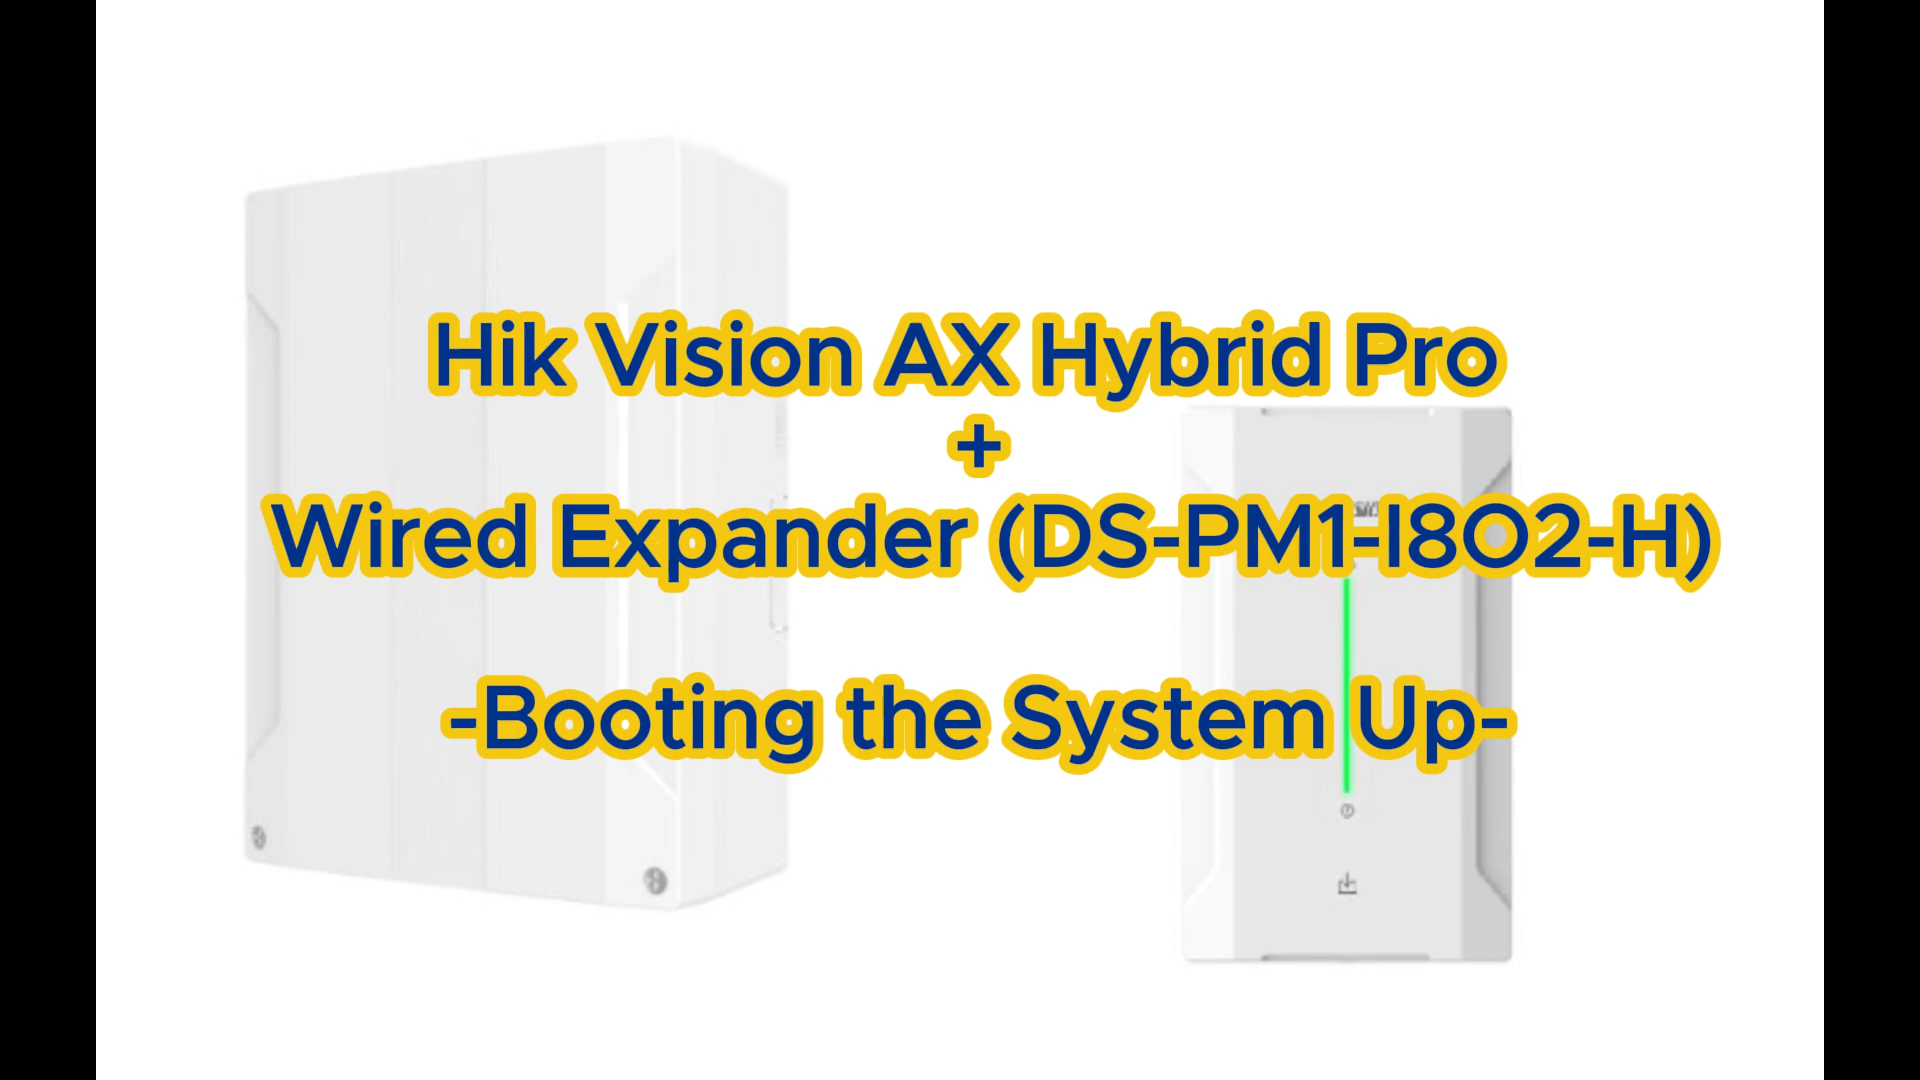 Hik Vision AX Hybrid Pro
+
Wired Expander (DS-PM1-I8O2-H)
-Booting the System Up-